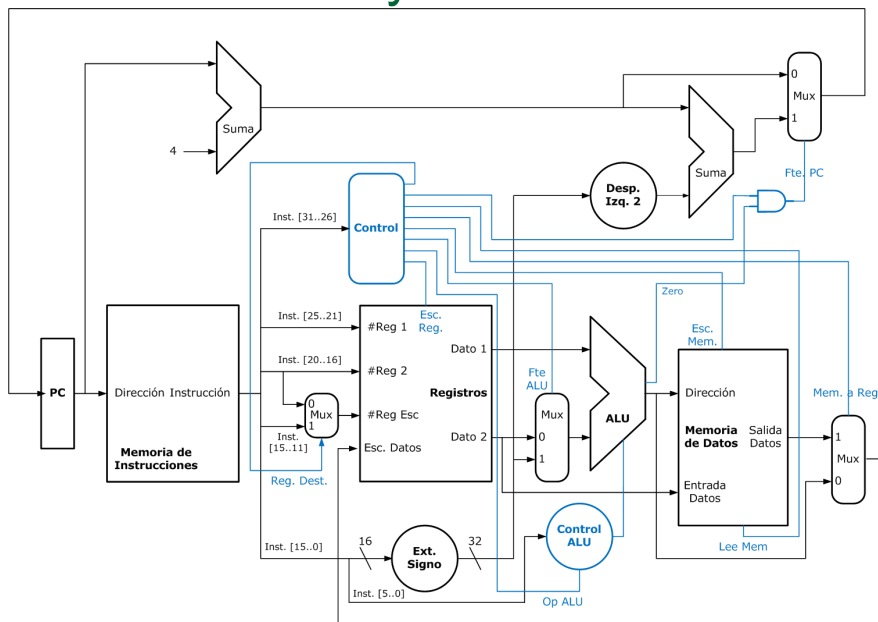 Suma
4
0
Mux
1
Fte. PC
Suma
Desp.
Izq. 2
Inst. [31..26]
Control
Zero
Inst. [25..21]
#Reg 1
Esc.
Reg.
Dato 1
Esc.
Mem.
Inst. [20..16]
#Reg 2
Registros
Fte
ALU
PC
Dirección Instrucción
Memoria de
Instrucciones
0
Mux
1
#Reg Esc
Inst.
[15..11]
Esc. Datos
Dato 2
Reg. Dest.
Mux
0
1
ALU
Dirección
Memoria
de Datos
Salida
Datos
Entrada
Datos
Mem. a Reg
1
Mux
0
Lee Mem
Inst. [15..0]
16
Ext.
Signo
32
Control
ALU
Inst. [5..0]
Op ALU